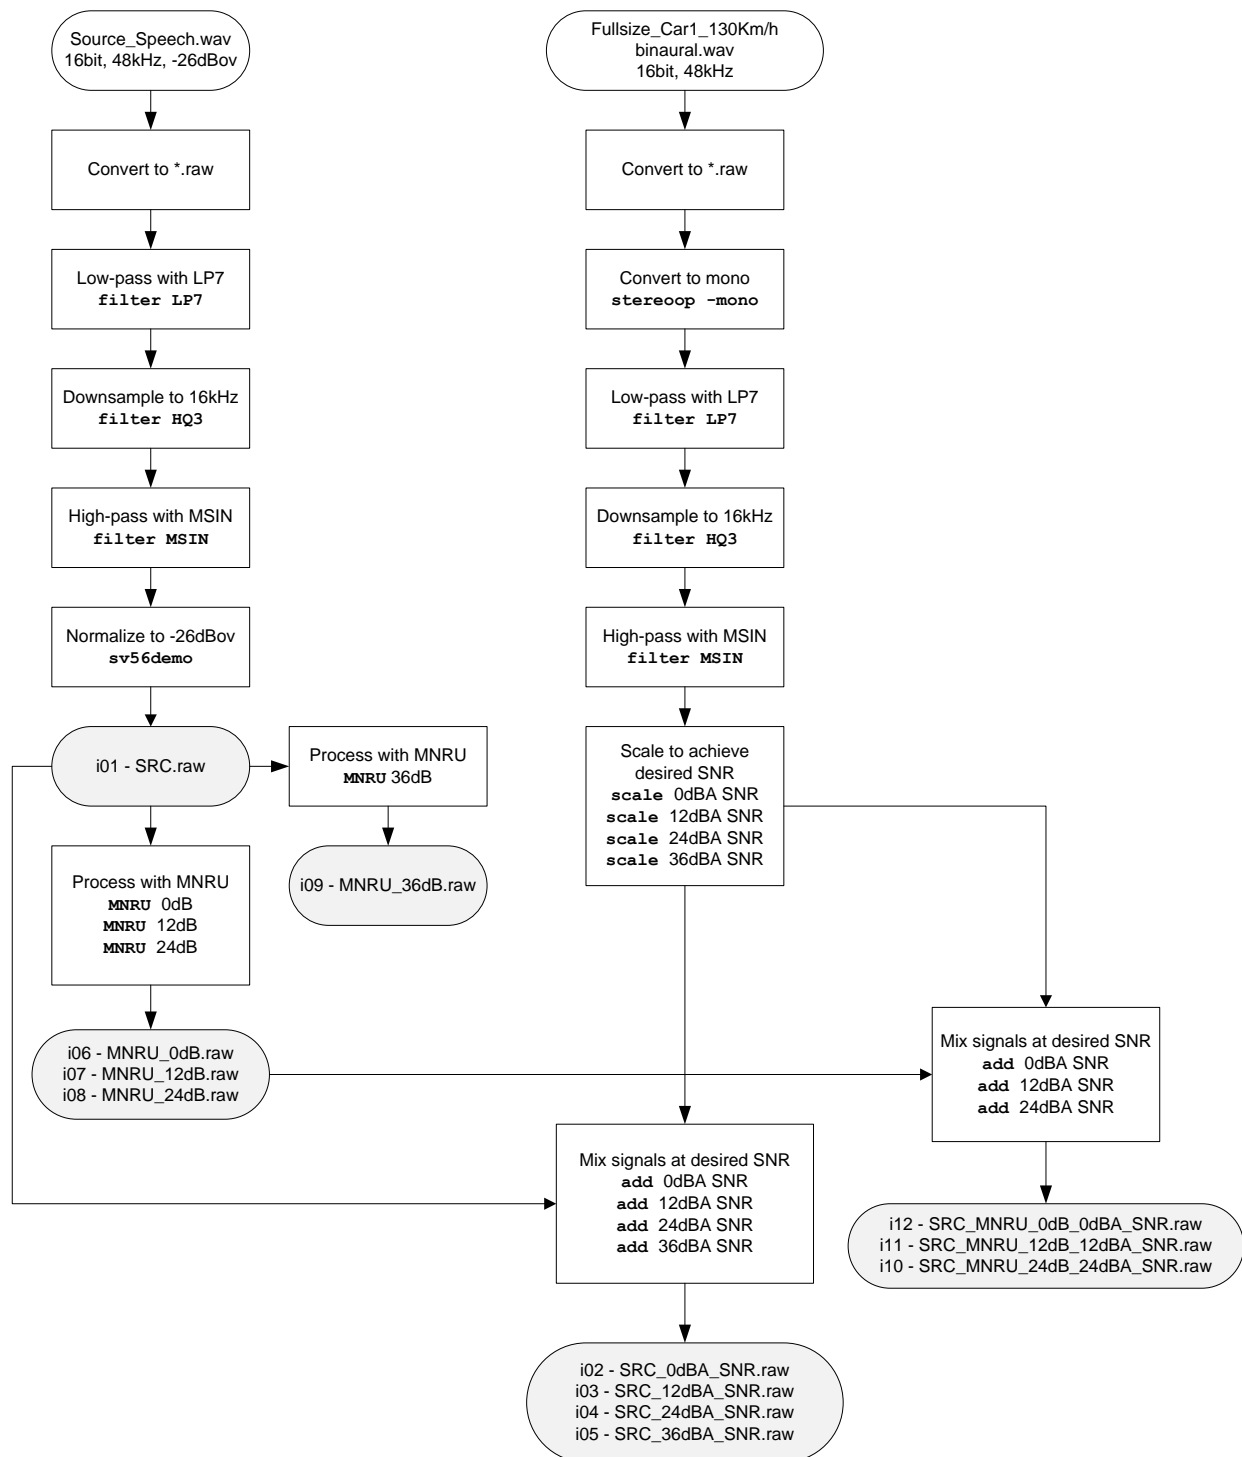 Source_Speech.wav
16bit, 48kHz, -26dBov
Convert to *.raw
Low-pass with LP7
filter LP7
Downsample to 16kHz
filter HQ3
High-pass with MSIN
filter MSIN
Normalize to -26dBov
sv56demo
i01 - SRC.raw
Process with MNRU
MNRU 36dB
i09 - MNRU_36dB.raw
Process with MNRU
MNRU 0dB
MNRU 12dB
MNRU 24dB
i06 - MNRU_0dB.raw
i07 - MNRU_12dB.raw
i08 - MNRU_24dB.raw
Fullsize_Car1_130Km/h
binaural.wav
16bit, 48kHz
Convert to *.raw
Convert to mono
stereoop -mono
Low-pass with LP7
filter LP7
Downsample to 16kHz
filter HQ3
High-pass with MSIN
filter MSIN
Scale to achieve
desired SNR
scale 0dBA SNR
scale 12dBA SNR
scale 24dBA SNR
scale 36dBA SNR
Mix signals at desired SNR
add 0dBA SNR
add 12dBA SNR
add 24dBA SNR
i12 - SRC_MNRU_0dB_0dBA_SNR.raw
i11 - SRC_MNRU_12dB_12dBA_SNR.raw
i10 - SRC_MNRU_24dB_24dBA_SNR.raw
Mix signals at desired SNR
add 0dBA SNR
add 12dBA SNR
add 24dBA SNR
add 36dBA SNR
i02 - SRC_0dBA_SNR.raw
i03 - SRC_12dBA_SNR.raw
i04 - SRC_24dBA_SNR.raw
i05 - SRC_36dBA_SNR.raw